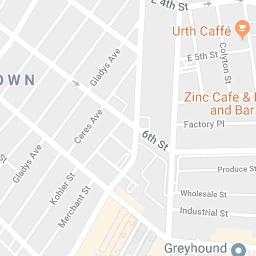 E 4th St
Urth Caffé
E 5th St
Colyton St
Gladys Ave
OWN
Zinc Cafe &
and Bar
Ceres Ave
Factory Pl
6th St
Gladys Ave
Produce St
Kohler St
Merchant St
Wholesale St
Industrial St
Greyhound